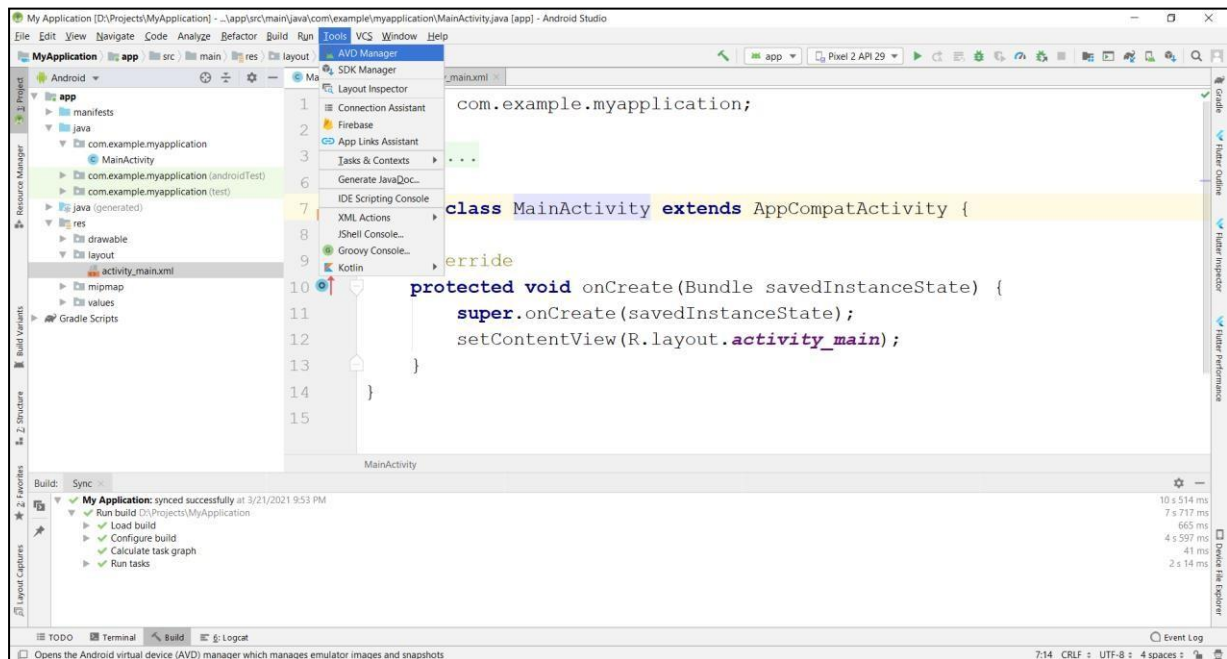 My Application [D:\Projects\MyApplication] - ...\app\src\main\java\com\example\myapplication\MainActivity.java [app] - Android Studio
File Edit View Navigate Code Analyze Refactor Build Run Tools VCS Window Help
MyApplication app src main res layout
app Pixel 2 API 29
AVD Manager
SDK Manager
Layout Inspector
Connection Assistant
Firebase
App Links Assistant
Tasks & Contexts
Generate JavaDoc...
IDE Scripting Console
XML Actions
JShell Console...
Groovy Console...
Kotlin
Android
app
manifests
java
com.example.myapplication
MainActivity
com.example.myapplication (androidTest)
com.example.myapplication (test)
java (generated)
res
drawable
layout
activity_main.xml
mipmap
values
Gradle Scripts
Ma
_main.xml
1 com.example.myapplication;
2
3 ...
6
7 class MainActivity extends AppCompatActivity {
8
9 erride
10 protected void onCreate(Bundle savedInstanceState) {
11 super.onCreate(savedInstanceState);
12 setContentView(R.layout.activity_main);
13 }
14 }
15
MainActivity
1: Project
Resource Manager
Build Variants
Z: Structure
2: Favorites
Layout Captures
Gradle
Flutter Outline
Flutter Inspector
Flutter Performance
Device File Explorer
Build: Sync
My Application: synced successfully at 3/21/2021 9:53 PM 10 s 514 ms
Run build D:\Projects\MyApplication 7 s 717 ms
Load build 665 ms
Configure build 4 s 597 ms
Calculate task graph 41 ms
Run tasks 2 s 14 ms
TODO Terminal Build 6: Logcat Event Log
Opens the Android virtual device (AVD) manager which manages emulator images and snapshots 7:14 CRLF UTF-8 4 spaces